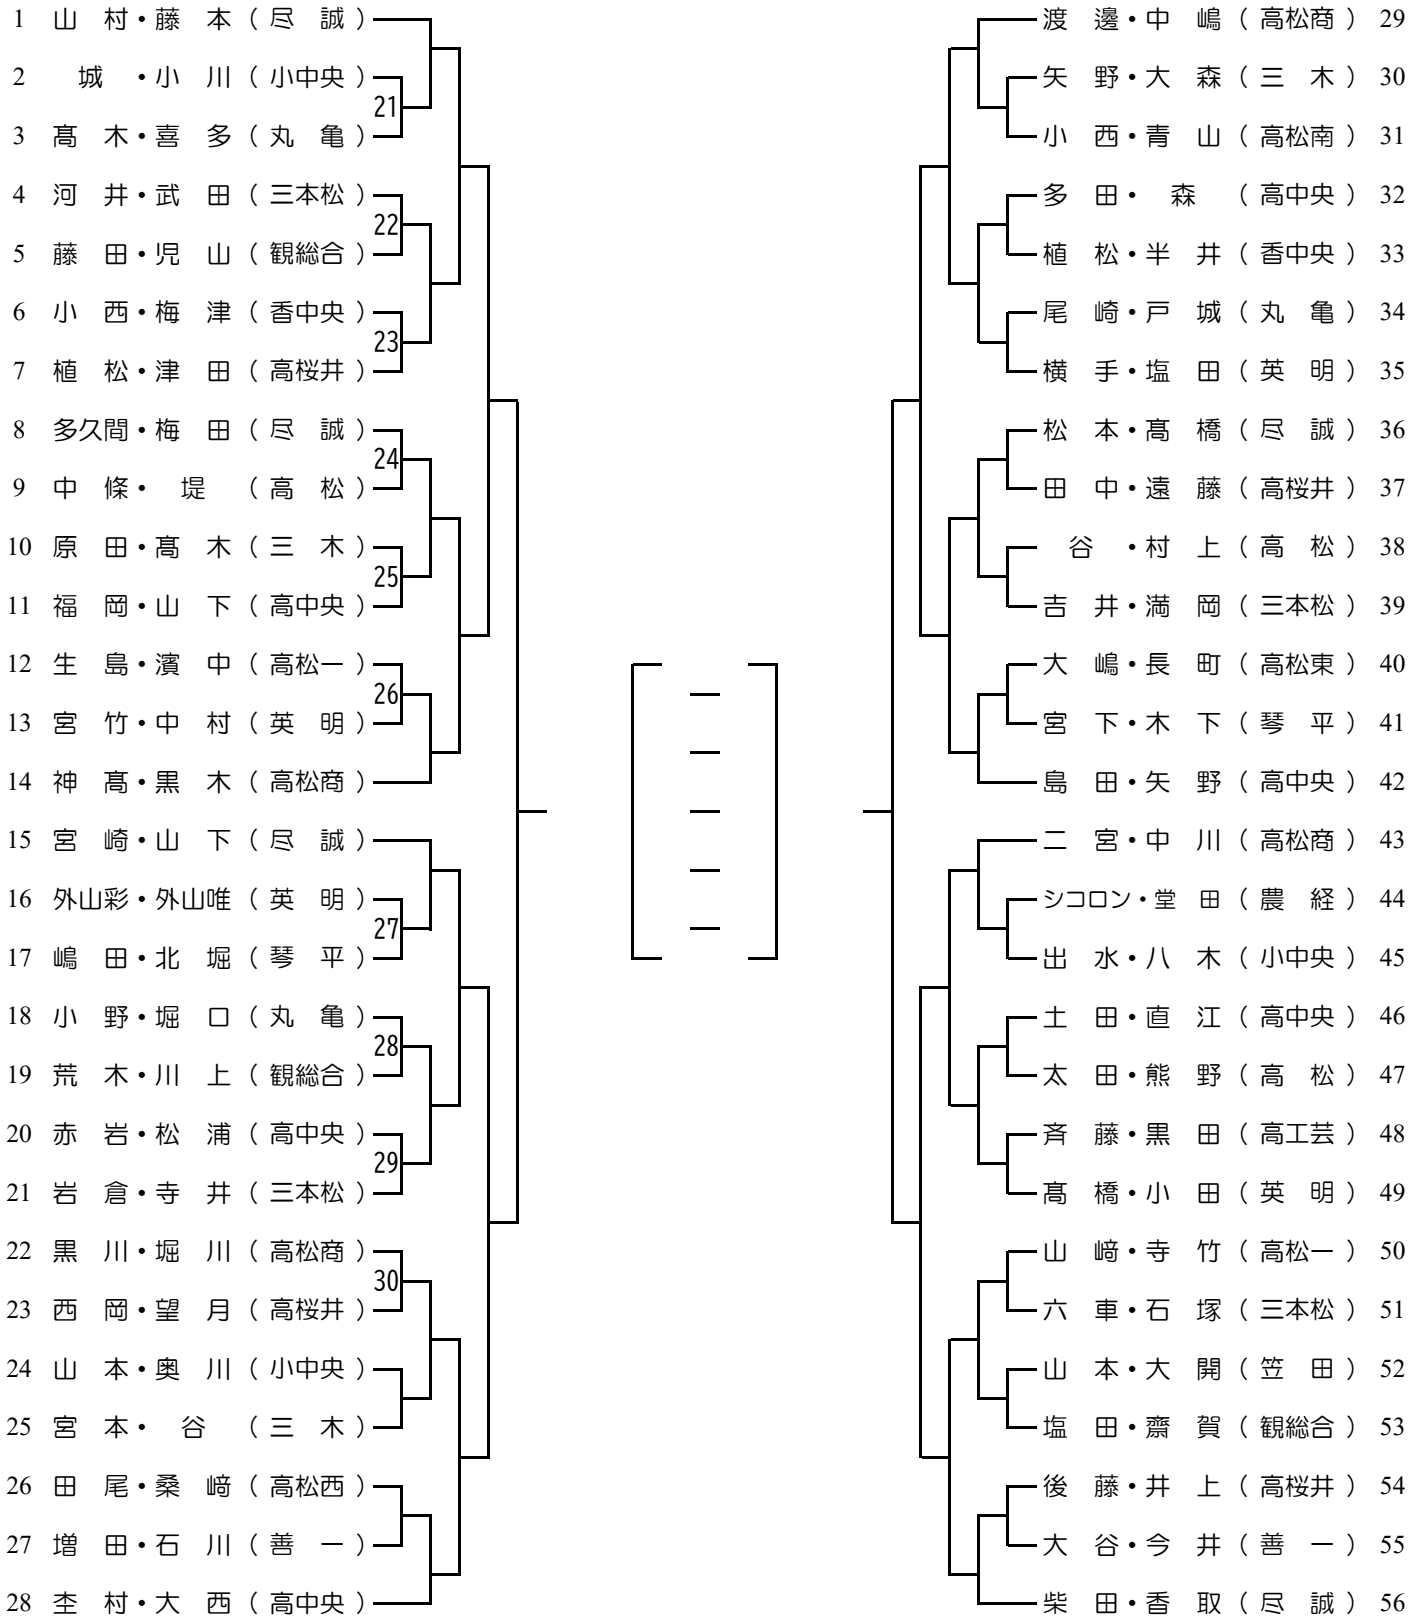 1 山 村・藤 本（尽 誠）
2 城 ・小 川（小中央）
21
3 髙 木・喜 多（丸 亀）
4 河 井・武 田（三本松）
22
5 藤 田・児 山（観総合）
6 小 西・梅 津（香中央）
23
7 植 松・津 田（高桜井）
8 多久間・梅 田（尽 誠）
24
9 中 條・ 堤 （高 松）
10 原 田・髙 木（三 木）
25
11 福 岡・山 下（高中央）
12 生 島・濱 中（高松一）
26
13 宮 竹・中 村（英 明）
14 神 髙・黒 木（高松商）
15 宮 崎・山 下（尽 誠）
16 外山彩・外山唯（英 明）
27
17 嶋 田・北 堀（琴 平）
18 小 野・堀 口（丸 亀）
28
19 荒 木・川 上（観総合）
20 赤 岩・松 浦（高中央）
29
21 岩 倉・寺 井（三本松）
22 黒 川・堀 川（高松商）
30
23 西 岡・望 月（高桜井）
24 山 本・奥 川（小中央）
25 宮 本・ 谷 （三 木）
26 田 尾・桑 﨑（高松西）
27 増 田・石 川（善 一）
28 杢 村・大 西（高中央）
—
—
—
—
—
渡 邊・中 嶋（高松商）29
矢 野・大 森（三 木）30
小 西・青 山（高松南）31
多 田・ 森 （高中央）32
植 松・半 井（香中央）33
尾 崎・戸 城（丸 亀）34
横 手・塩 田（英 明）35
松 本・髙 橋（尽 誠）36
田 中・遠 藤（高桜井）37
谷 ・村 上（高 松）38
吉 井・満 岡（三本松）39
大 嶋・長 町（高松東）40
宮 下・木 下（琴 平）41
島 田・矢 野（高中央）42
二 宮・中 川（高松商）43
シコロン・堂 田（農 経）44
出 水・八 木（小中央）45
土 田・直 江（高中央）46
太 田・熊 野（高 松）47
斉 藤・黒 田（高工芸）48
髙 橋・小 田（英 明）49
山 﨑・寺 竹（高松一）50
六 車・石 塚（三本松）51
山 本・大 開（笠 田）52
塩 田・齋 賀（観総合）53
後 藤・井 上（高桜井）54
大 谷・今 井（善 一）55
柴 田・香 取（尽 誠）56